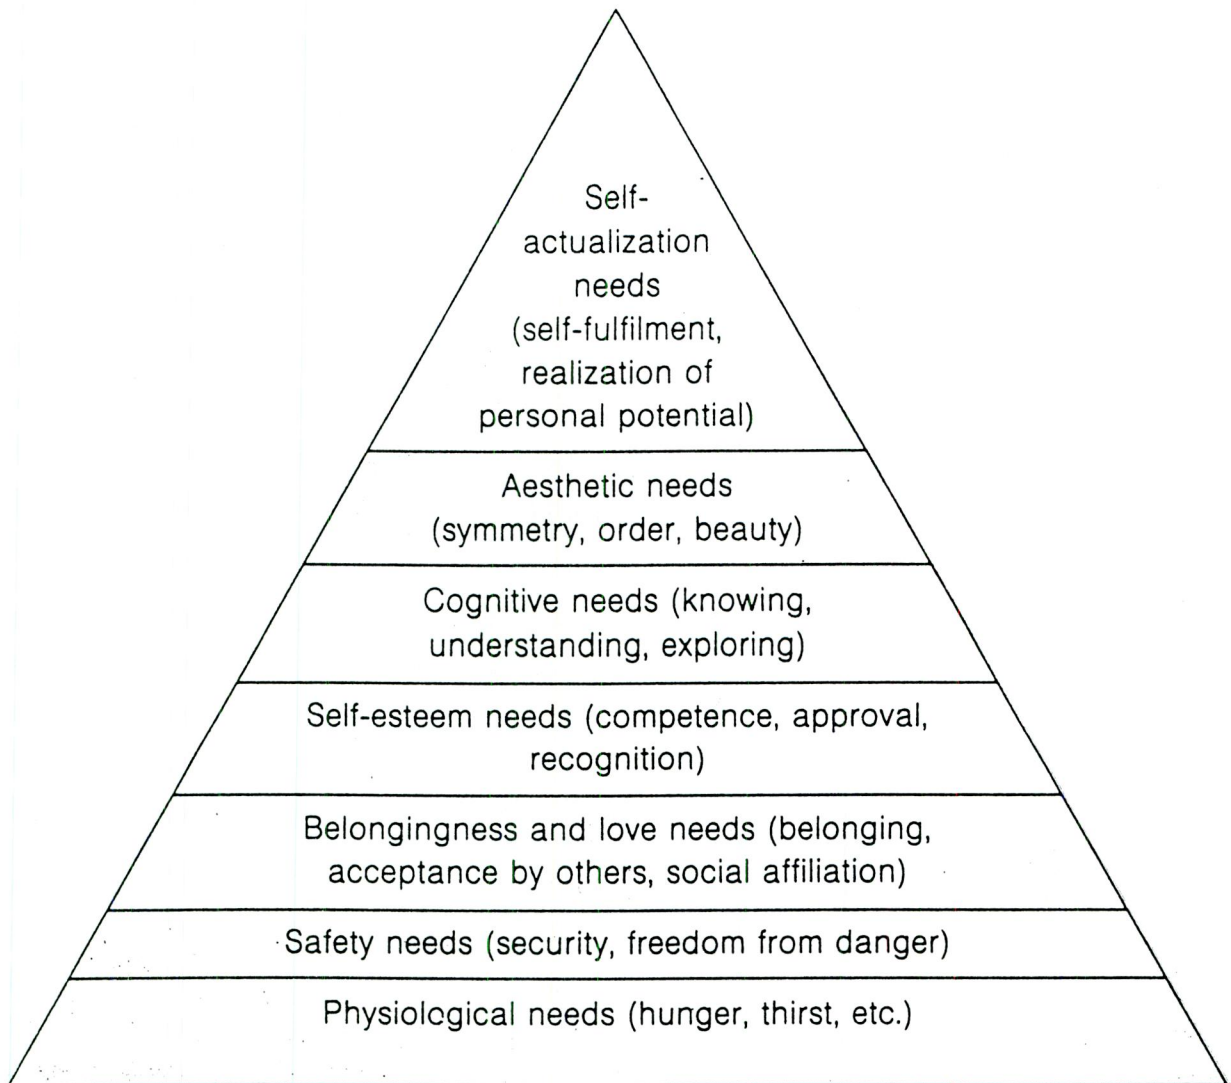 Self-
actualization
needs
(self-fulfilment,
realization of
personal potential)
Aesthetic needs
(symmetry, order, beauty)
Cognitive needs (knowing,
understanding, exploring)
Self-esteem needs (competence, approval,
recognition)
Belongingness and love needs (belonging,
acceptance by others, social affiliation)
Safety needs (security, freedom from danger)
Physiological needs (hunger, thirst, etc.)